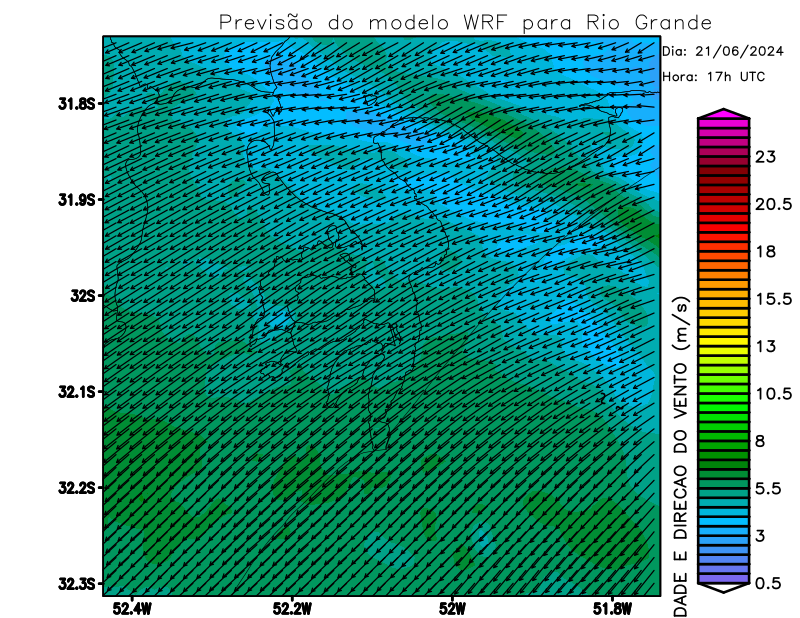 Previsão do modelo WRF para Rio Grande
Dia: 21/06/2024
Hora: 17h UTC
31.8S
31.9S
32S
32.1S
32.2S
32.3S
52.4W
52.2W
52W
51.8W
23
20.5
18
15.5
13
10.5
8
5.5
3
0.5
DADE E DIRECAO DO VENTO (m/s)